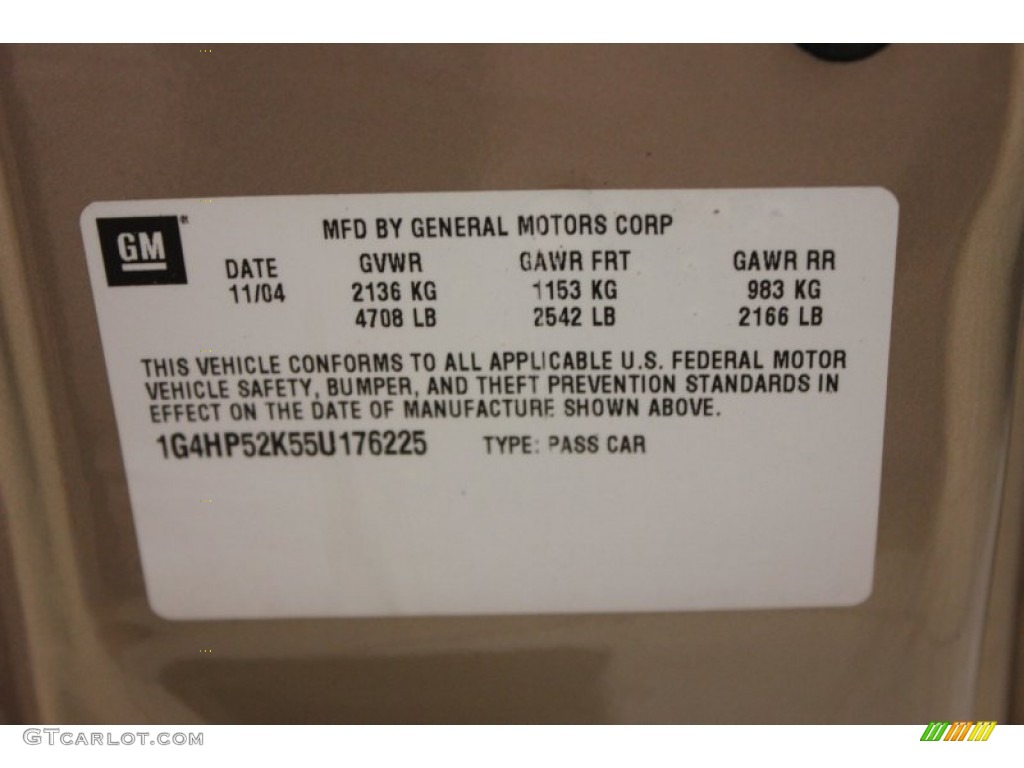 GM®
MFD BY GENERAL MOTORS CORP
DATE GVWR GAWR FRT GAWR RR
11/04 2136 KG 1153 KG 983 KG
4708 LB 2542 LB 2166 LB
THIS VEHICLE CONFORMS TO ALL APPLICABLE U.S. FEDERAL MOTOR
VEHICLE SAFETY, BUMPER, AND THEFT PREVENTION STANDARDS IN
EFFECT ON THE DATE OF MANUFACTURE SHOWN ABOVE.
1G4HP52K55U176225 TYPE: PASS CAR
GTCARLOT.COM